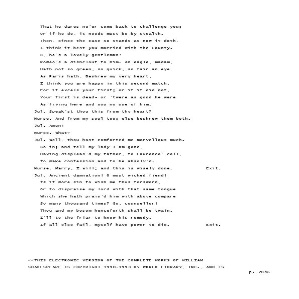 That he dares ne'er come back to challenge you;
Or if he do, it needs must be by stealth.
Then, since the case so stands as now it doth,
I think it best you married with the County.
O, he's a lovely gentleman!
Romeo's a dishclout to him. An eagle, madam,
Hath not so green, so quick, so fair an eye
As Paris hath. Beshrew my very heart,
I think you are happy in this second match,
For it excels your first; or if it did not,
Your first is dead- or 'twere as good he were
As living here and you no use of him.
Jul. Speak'st thou this from thy heart?
Nurse. And from my soul too; else beshrew them both.
Jul. Amen!
Nurse. What?
Jul. Well, thou hast comforted me marvellous much.
Go in; and tell my lady I am gone,
Having displeas'd my father, to Laurence' cell,
To make confession and to be absolv'd.
Nurse. Marry, I will; and this is wisely done. Exit.
Jul. Ancient damnation! O most wicked fiend!
Is it more sin to wish me thus forsworn,
Or to dispraise my lord with that same tongue
Which she hath prais'd him with above compare
So many thousand times? Go, counsellor!
Thou and my bosom henceforth shall be twain.
I'll to the friar to know his remedy.
If all else fail, myself have power to die. Exit.
<<THIS ELECTRONIC VERSION OF THE COMPLETE WORKS OF WILLIAM
SHAKESPEARE IS COPYRIGHT 1990-1993 BY WORLD LIBRARY, INC., AND IS